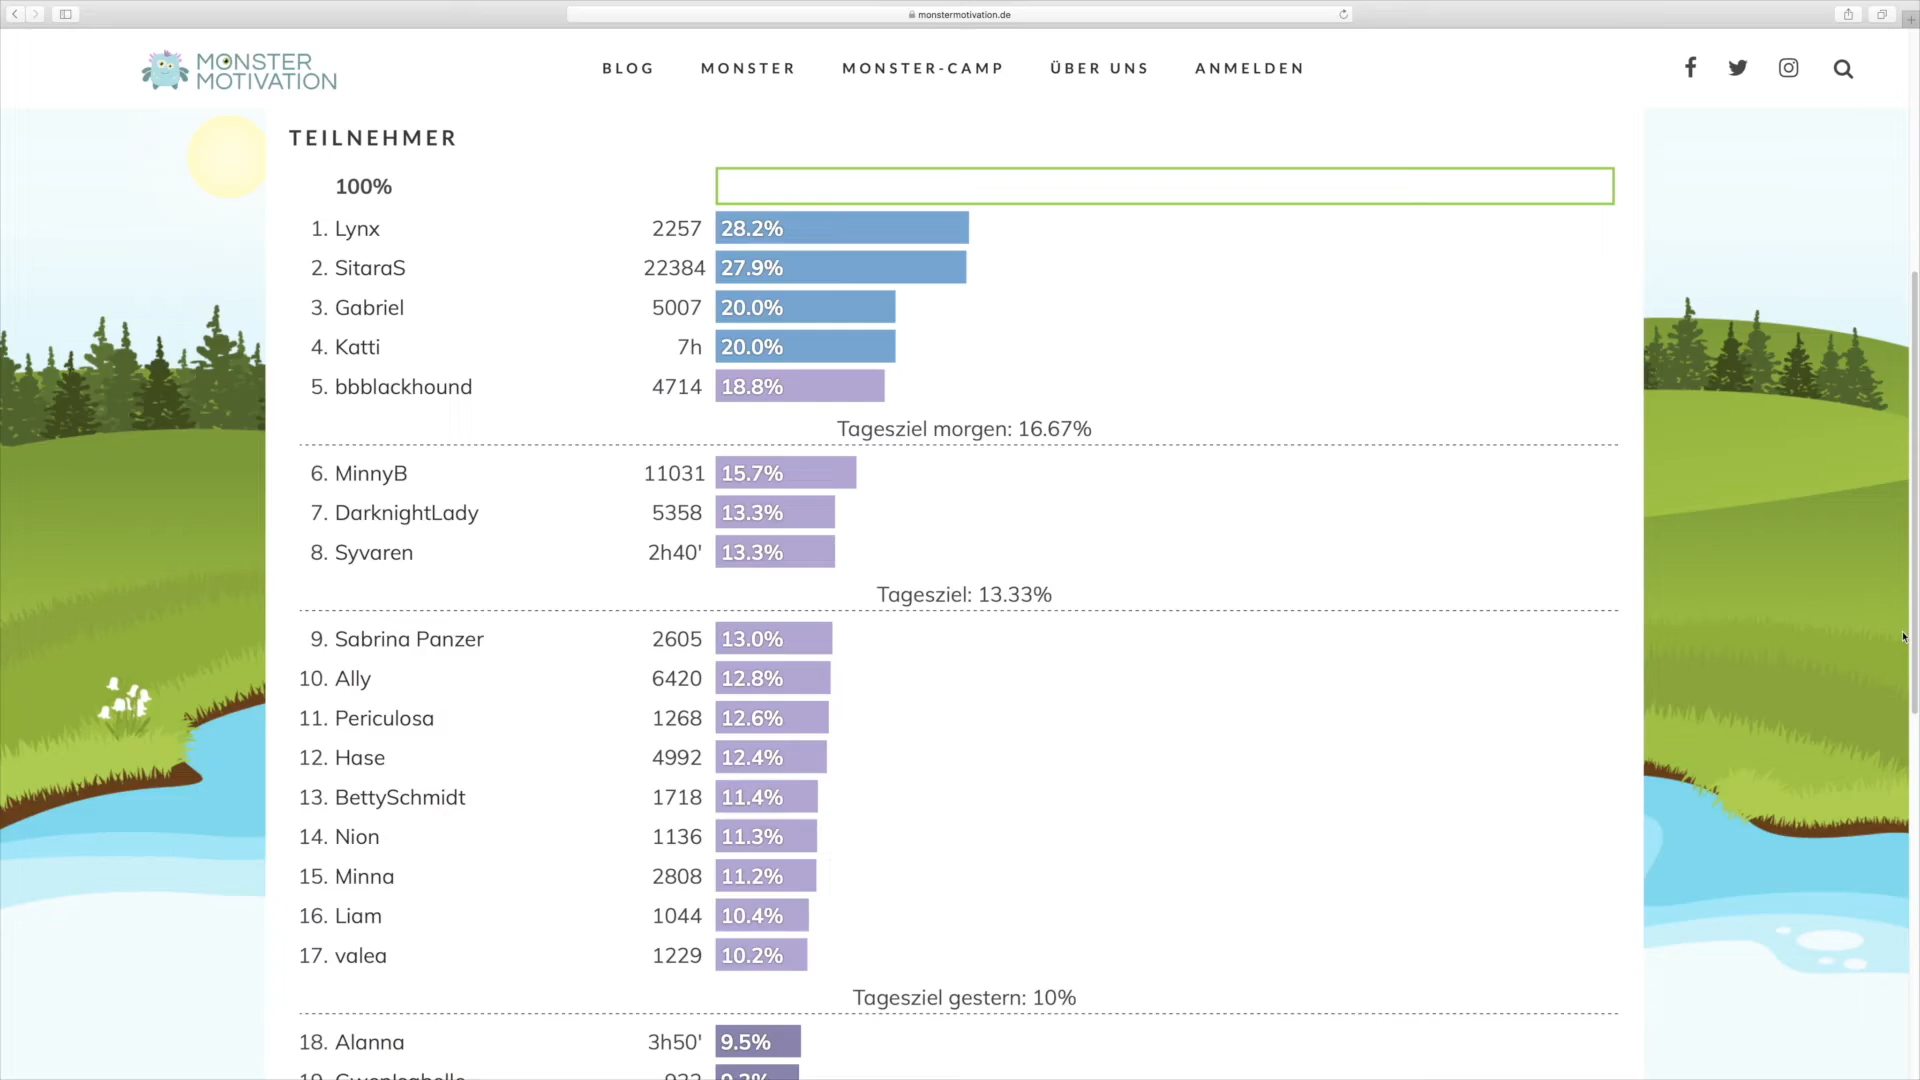 monstermotivation.de
MONSTER
MOTIVATION
BLOG MONSTER MONSTER-CAMP ÜBER UNS ANMELDEN
TEILNEHMER
100%
1. Lynx 2257 28.2%
2. SitaraS 22384 27.9%
3. Gabriel 5007 20.0%
4. Katti 7h 20.0%
5. bbblackhound 4714 18.8%
Tagesziel morgen: 16.67%
6. MinnyB 11031 15.7%
7. DarknightLady 5358 13.3%
8. Syvaren 2h40' 13.3%
Tagesziel: 13.33%
9. Sabrina Panzer 2605 13.0%
10. Ally 6420 12.8%
11. Periculosa 1268 12.6%
12. Hase 4992 12.4%
13. BettySchmidt 1718 11.4%
14. Nion 1136 11.3%
15. Minna 2808 11.2%
16. Liam 1044 10.4%
17. valea 1229 10.2%
Tagesziel gestern: 10%
18. Alanna 3h50' 9.5%